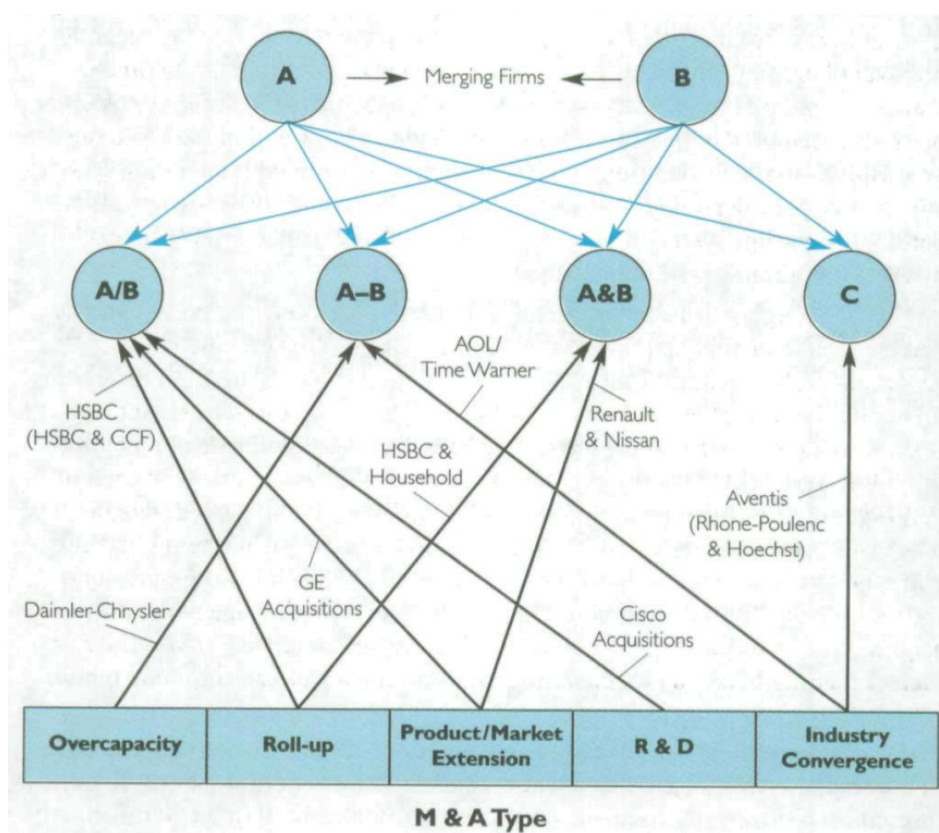 A
Merging Firms
B
A/B
A–B
A&B
C
AOL/
Time Warner
HSBC
(HSBC & CCF)
HSBC &
Household
Renault
& Nissan
Aventis
(Rhone-Poulenc
& Hoechst)
GE
Acquisitions
Daimler-Chrysler
Cisco
Acquisitions
Overcapacity
Roll-up
Product/Market
Extension
R & D
Industry
Convergence
M & A Type